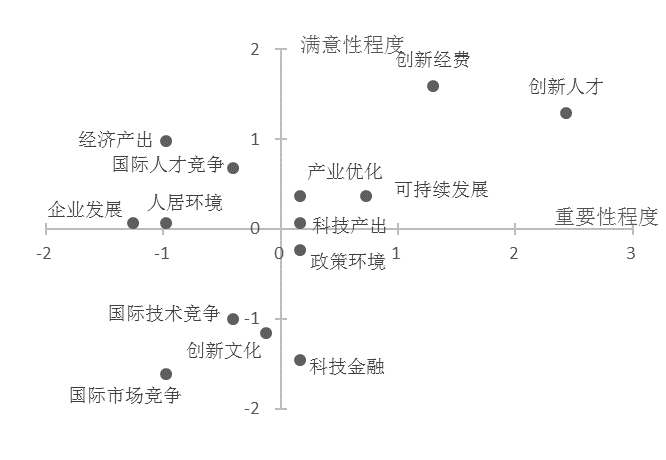 2
满意性程度
创新经费
创新人才
1
经济产出
国际人才竞争
产业优化
可持续发展
企业发展
人居环境
0
科技产出
重要性程度
-2
-1
0
1
2
3
政策环境
国际技术竞争
-1
创新文化
科技金融
国际市场竞争
-2